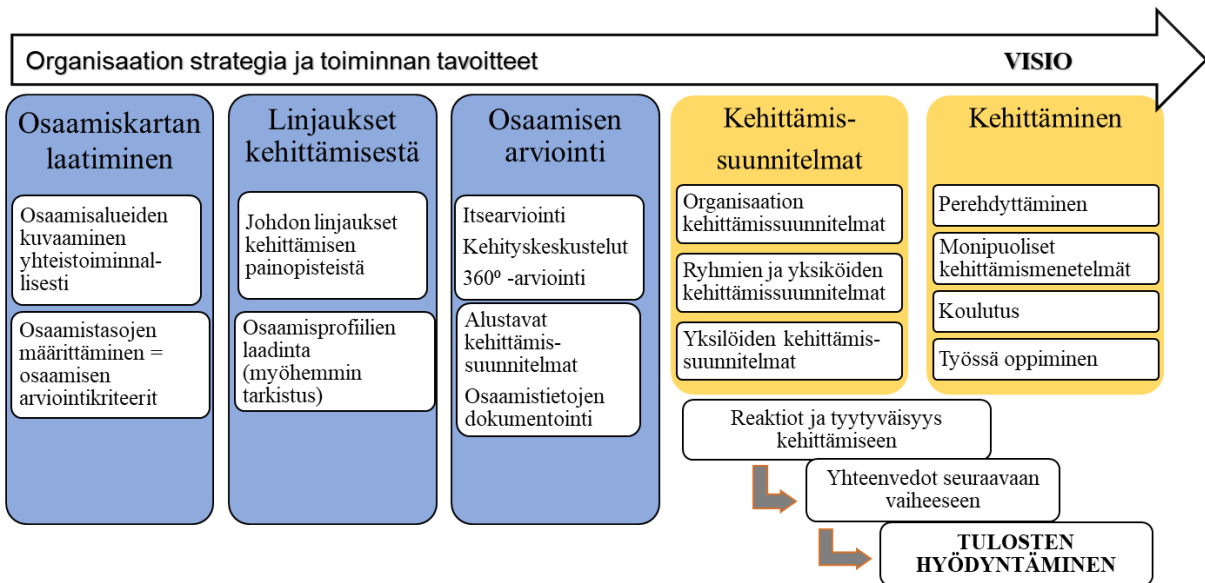 Organisaation strategia ja toiminnan tavoitteet
VISIO
Osaamiskartan
laatiminen
Osaamisalueiden
kuvaaminen
yhteistoiminnal-
lisesti
Osaamistasojen
määrittäminen =
osaamisen
arviointikriteerit
Linjaukset
kehittämisestä
Johdon linjaukset
kehittämisen
painopisteistä
Osaamisprofiilien
laadinta
(myöhemmin
tarkistus)
Osaamisen
arviointi
Itsearviointi
Kehityskeskustelut
360° -arviointi
Alustavat
kehittämis-
suunnitelmat
Osaamistietojen
dokumentointi
Kehittämis-
suunnitelmat
Organisaation
kehittämissuunnitelmat
Ryhmien ja yksiköiden
kehittämissuunnitelmat
Yksilöiden kehittämis-
suunnitelmat
Kehittäminen
Perehdyttäminen
Monipuoliset
kehittämismenetelmät
Koulutus
Työssä oppiminen
Reaktiot ja tyytyväisyys
kehittämiseen
Yhteenvedot seuraavaan
vaiheeseen
TULOSTEN
HYÖDYNTÄMINEN